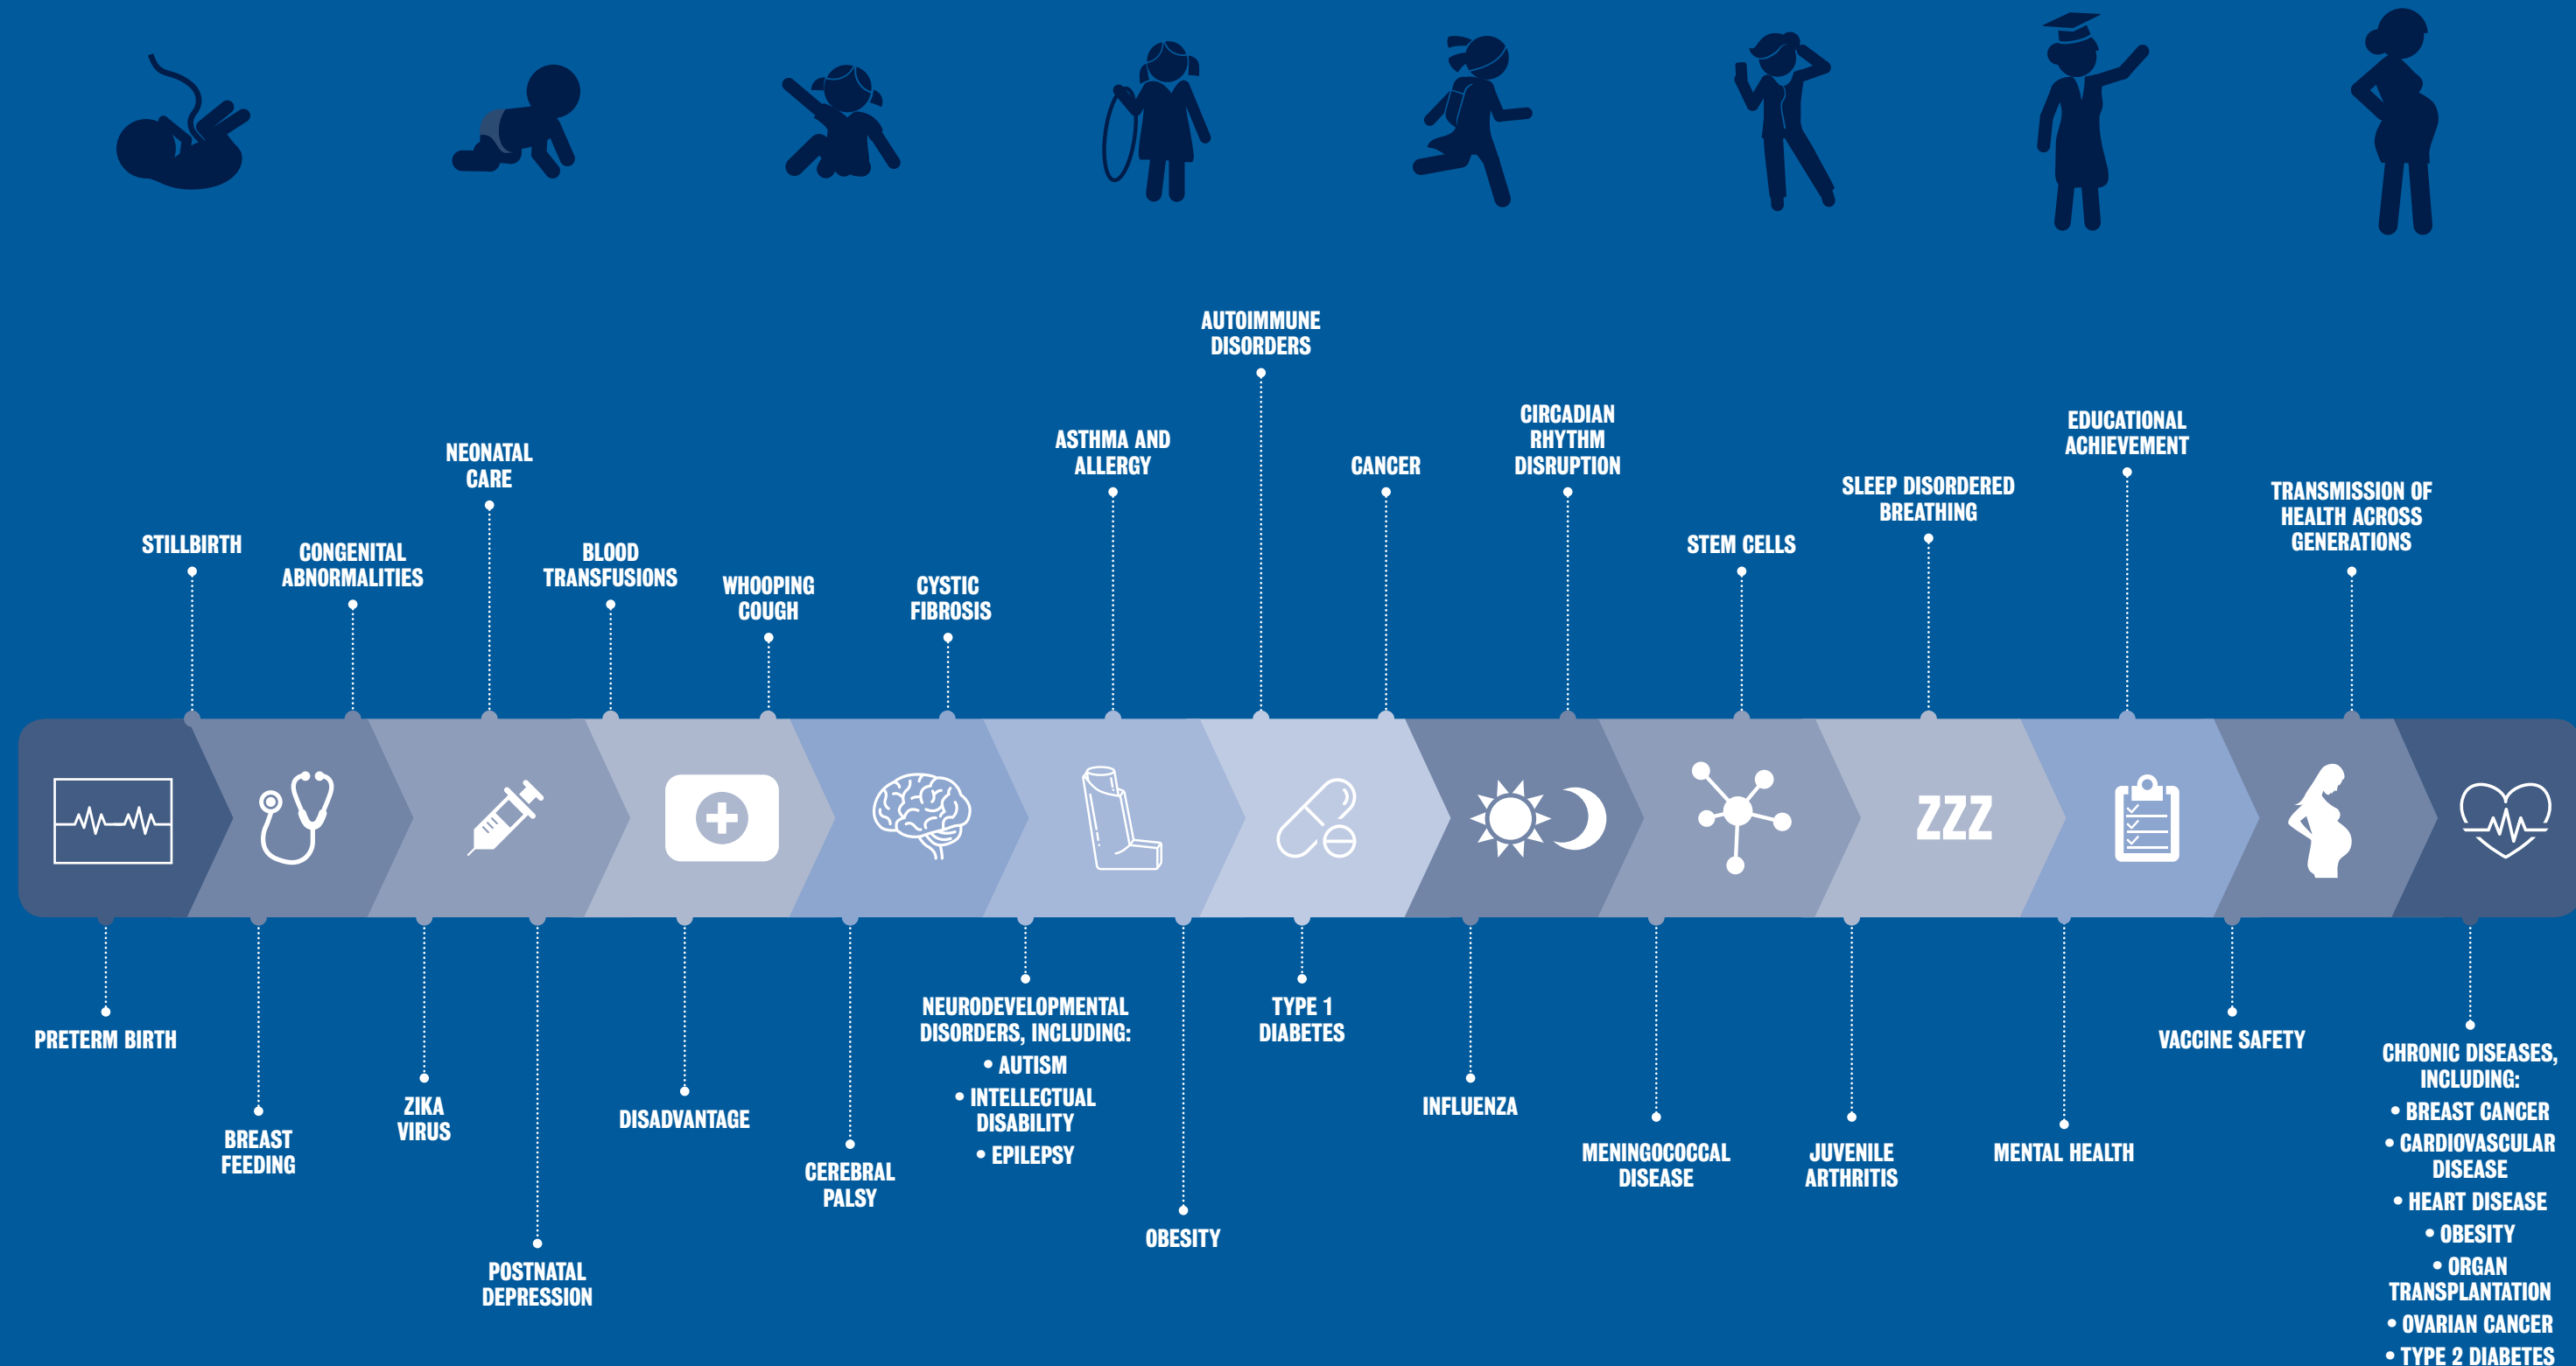 AUTOIMMUNE
DISORDERS
CIRCADIAN
RHYTHM
DISRUPTION
EDUCATIONAL
ACHIEVEMENT
ASTHMA AND
ALLERGY
NEONATAL
CARE
CANCER
SLEEP DISORDERED
BREATHING
TRANSMISSION OF
HEALTH ACROSS
GENERATIONS
STILLBIRTH
CONGENITAL
ABNORMALITIES
BLOOD
TRANSFUSIONS
STEM CELLS
WHOOPING
COUGH
CYSTIC
FIBROSIS
ZZZ
PRETERM BIRTH
BREAST
FEEDING
ZIKA
VIRUS
POSTNATAL
DEPRESSION
DISADVANTAGE
CEREBRAL
PALSY
NEURODEVELOPMENTAL
DISORDERS, INCLUDING:
• AUTISM
• INTELLECTUAL
DISABILITY
• EPILEPSY
OBESITY
TYPE 1
DIABETES
INFLUENZA
MENINGOCOCCAL
DISEASE
JUVENILE
ARTHRITIS
MENTAL HEALTH
VACCINE SAFETY
CHRONIC DISEASES,
INCLUDING:
• BREAST CANCER
• CARDIOVASCULAR
DISEASE
• HEART DISEASE
• OBESITY
• ORGAN
TRANSPLANTATION
• OVARIAN CANCER
• TYPE 2 DIABETES